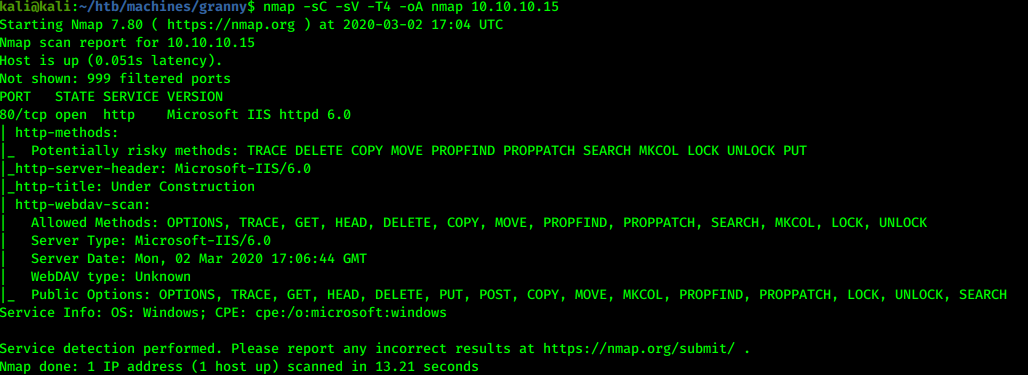 kali@kali:~/htb/machines/granny$ nmap -sC -sV -T4 -oA nmap 10.10.10.15
Starting Nmap 7.80 ( https://nmap.org ) at 2020-03-02 17:04 UTC
Nmap scan report for 10.10.10.15
Host is up (0.051s latency).
Not shown: 999 filtered ports
PORT   STATE SERVICE VERSION
80/tcp open  http    Microsoft IIS httpd 6.0
| http-methods:
|_  Potentially risky methods: TRACE DELETE COPY MOVE PROPFIND PROPPATCH SEARCH MKCOL LOCK UNLOCK PUT
|_http-server-header: Microsoft-IIS/6.0
|_http-title: Under Construction
| http-webdav-scan:
|   Allowed Methods: OPTIONS, TRACE, GET, HEAD, DELETE, COPY, MOVE, PROPFIND, PROPPATCH, SEARCH, MKCOL, LOCK, UNLOCK
|   Server Type: Microsoft-IIS/6.0
|   Server Date: Mon, 02 Mar 2020 17:06:44 GMT
|   WebDAV type: Unknown
|_  Public Options: OPTIONS, TRACE, GET, HEAD, DELETE, PUT, POST, COPY, MOVE, MKCOL, PROPFIND, PROPPATCH, LOCK, UNLOCK, SEARCH
Service Info: OS: Windows; CPE: cpe:/o:microsoft:windows

Service detection performed. Please report any incorrect results at https://nmap.org/submit/ .
Nmap done: 1 IP address (1 host up) scanned in 13.21 seconds